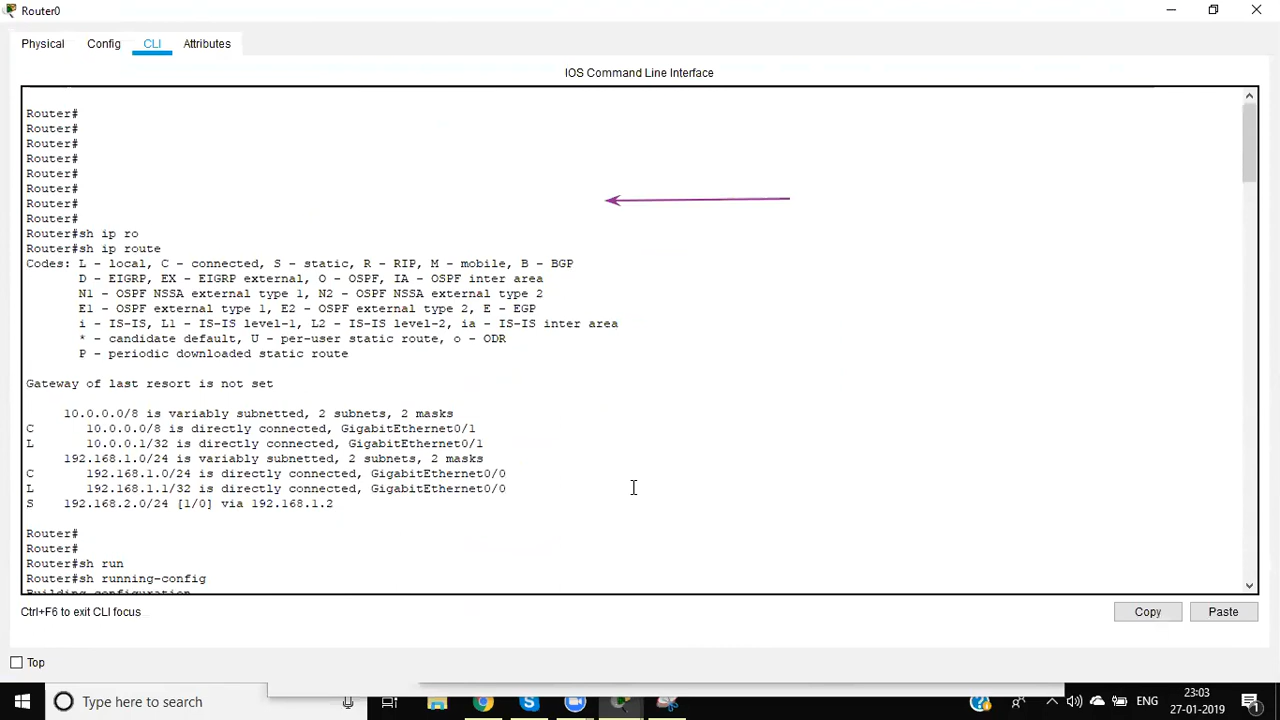 Router0
Physical Config CLI Attributes
IOS Command Line Interface
Router#
Router#
Router#
Router#
Router#
Router#
Router#
Router#
Router#sh ip ro
Router#sh ip route
Codes: L - local, C - connected, S - static, R - RIP, M - mobile, B - BGP
D - EIGRP, EX - EIGRP external, O - OSPF, IA - OSPF inter area
N1 - OSPF NSSA external type 1, N2 - OSPF NSSA external type 2
E1 - OSPF external type 1, E2 - OSPF external type 2, E - EGP
i - IS-IS, L1 - IS-IS level-1, L2 - IS-IS level-2, ia - IS-IS inter area
* - candidate default, U - per-user static route, o - ODR
P - periodic downloaded static route
Gateway of last resort is not set
10.0.0.0/8 is variably subnetted, 2 subnets, 2 masks
C 10.0.0.0/8 is directly connected, GigabitEthernet0/1
L 10.0.0.1/32 is directly connected, GigabitEthernet0/1
192.168.1.0/24 is variably subnetted, 2 subnets, 2 masks
C 192.168.1.0/24 is directly connected, GigabitEthernet0/0
L 192.168.1.1/32 is directly connected, GigabitEthernet0/0
S 192.168.2.0/24 [1/0] via 192.168.1.2
Router#
Router#
Router#sh run
Router#sh running-config
Building configuration
Ctrl+F6 to exit CLI focus
Copy Paste
Top
Type here to search
ENG
23:03
27-01-2019